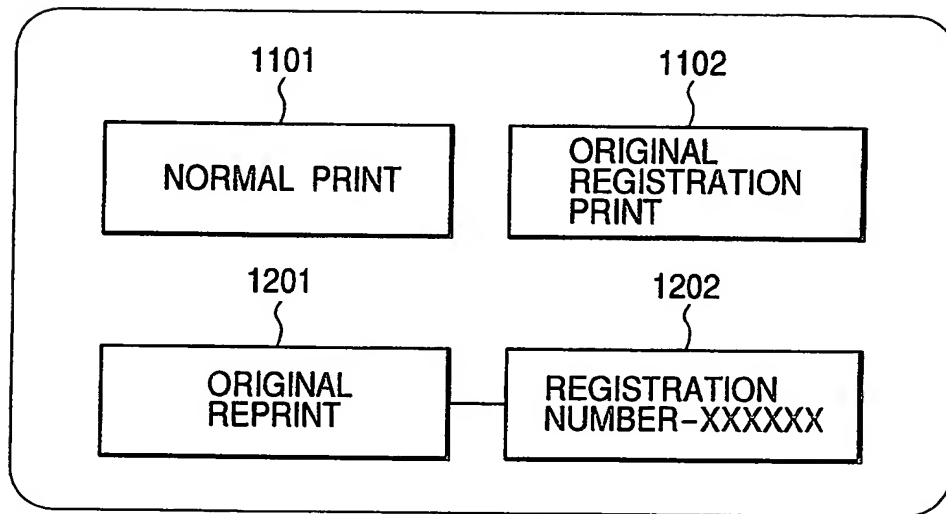 1101
1102
NORMAL PRINT
ORIGINAL
REGISTRATION
PRINT
1201
1202
ORIGINAL
REPRINT
REGISTRATION
NUMBER-XXXXXX